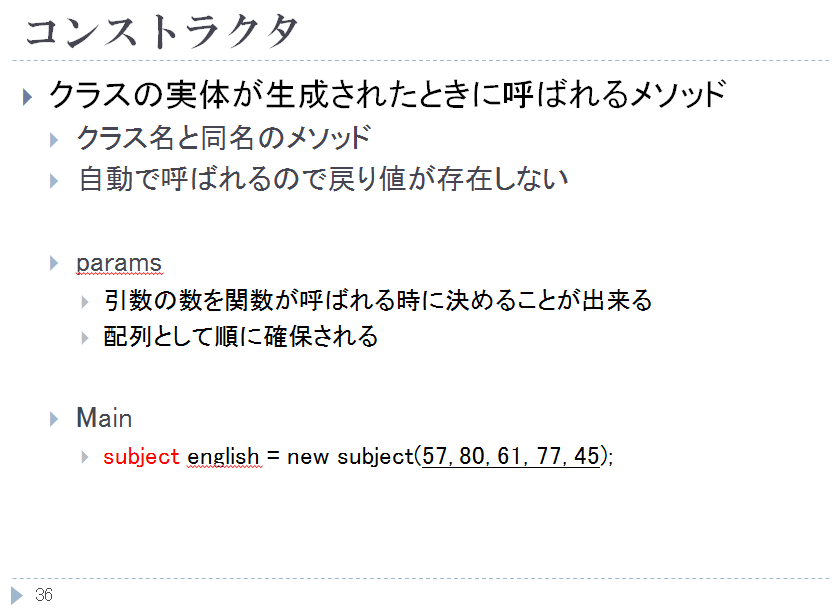 コンストラクタ
クラスの実体が生成されたときに呼ばれるメソッド
クラス名と同名のメソッド
自動で呼ばれるので戻り値が存在しない
params
引数の数を関数が呼ばれる時に決めることが出来る
配列として順に確保される
Main
subject english = new subject(57, 80, 61, 77, 45);
36